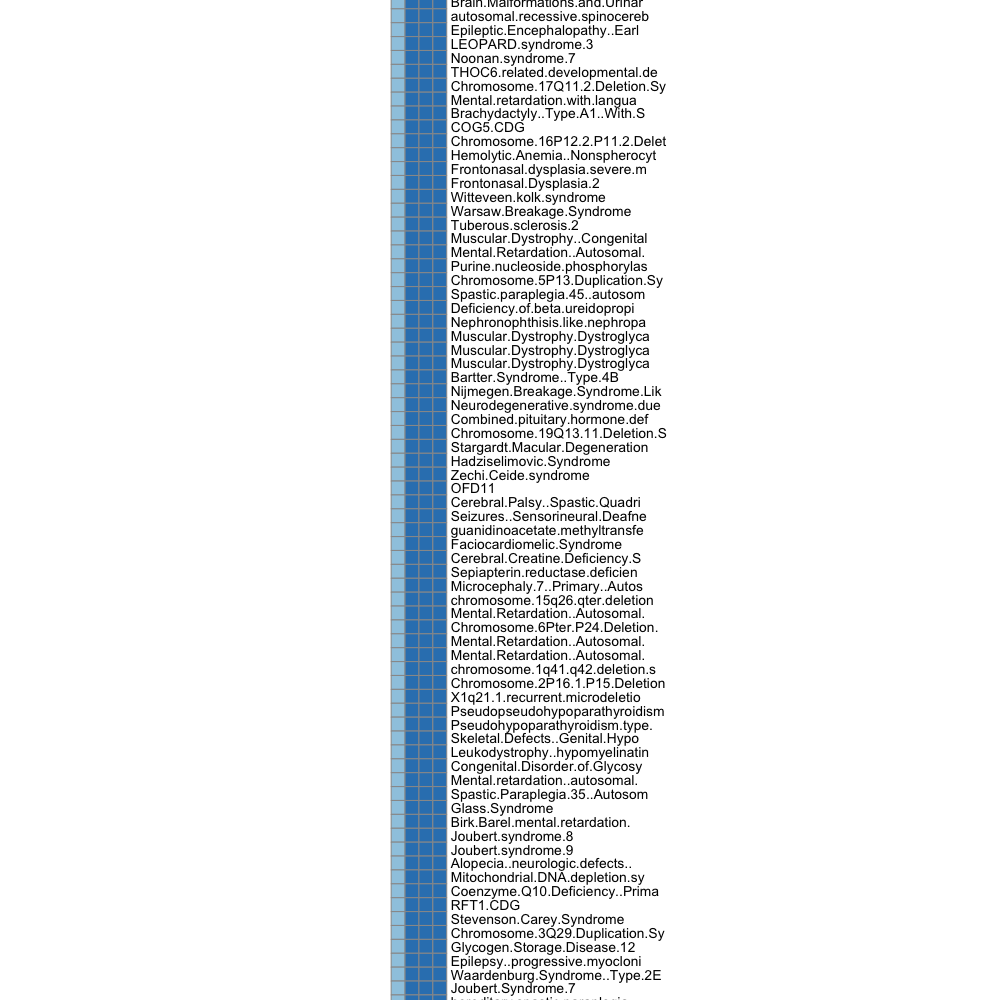 Brain.Malformations.and.Urinar
autosomal.recessive.spinocereb
Epileptic.Encephalopathy..Earl
LEOPARD.syndrome.3
Noonan.syndrome.7
THOC6.related.developmental.de
Chromosome.17Q11.2.Deletion.Sy
Mental.retardation.with.langua
Brachydactyly..Type.A1..With.S
COG5.CDG
Chromosome.16P12.2.P11.2.Delet
Hemolytic.Anemia..Nonspherocyt
Frontonasal.dysplasia.severe.m
Frontonasal.Dysplasia.2
Witteveen.kolk.syndrome
Warsaw.Breakage.Syndrome
Tuberous.sclerosis.2
Muscular.Dystrophy..Congenital
Mental.Retardation..Autosomal.
Purine.nucleoside.phosphorylas
Chromosome.5P13.Duplication.Sy
Spastic.paraplegia.45..autosom
Deficiency.of.beta.ureidopropi
Nephronophthisis.like.nephropa
Muscular.Dystrophy.Dystroglyca
Muscular.Dystrophy.Dystroglyca
Muscular.Dystrophy.Dystroglyca
Bartter.Syndrome..Type.4B
Nijmegen.Breakage.Syndrome.Lik
Neurodegenerative.syndrome.due
Combined.pituitary.hormone.def
Chromosome.19Q13.11.Deletion.S
Stargardt.Macular.Degeneration
Hadziselimovic.Syndrome
Zechi.Ceide.syndrome
OFD11
Cerebral.Palsy..Spastic.Quadri
Seizures..Sensorineural.Deafne
guanidinoacetate.methyltransfe
Faciocardiomelic.Syndrome
Cerebral.Creatine.Deficiency.S
Sepiapterin.reductase.deficien
Microcephaly.7..Primary..Autos
chromosome.15q26.qter.deletion
Mental.Retardation..Autosomal.
Chromosome.6Pter.P24.Deletion.
Mental.Retardation..Autosomal.
Mental.Retardation..Autosomal.
chromosome.1q41.q42.deletion.s
Chromosome.2P16.1.P15.Deletion
X1q21.1.recurrent.microdeletio
Pseudopseudohypoparathyroidism
Pseudohypoparathyroidism.type.
Skeletal.Defects..Genital.Hypo
Leukodystrophy..hypomyelinatin
Congenital.Disorder.of.Glycosy
Mental.retardation..autosomal.
Spastic.Paraplegia.35..Autosom
Glass.Syndrome
Birk.Barel.mental.retardation.
Joubert.syndrome.8
Joubert.syndrome.9
Alopecia..neurologic.defects..
Mitochondrial.DNA.depletion.sy
Coenzyme.Q10.Deficiency..Prima
RFT1.CDG
Stevenson.Carey.Syndrome
Chromosome.3Q29.Duplication.Sy
Glycogen.Storage.Disease.12
Epilepsy..progressive.myocloni
Waardenburg.Syndrome..Type.2E
Joubert.Syndrome.7